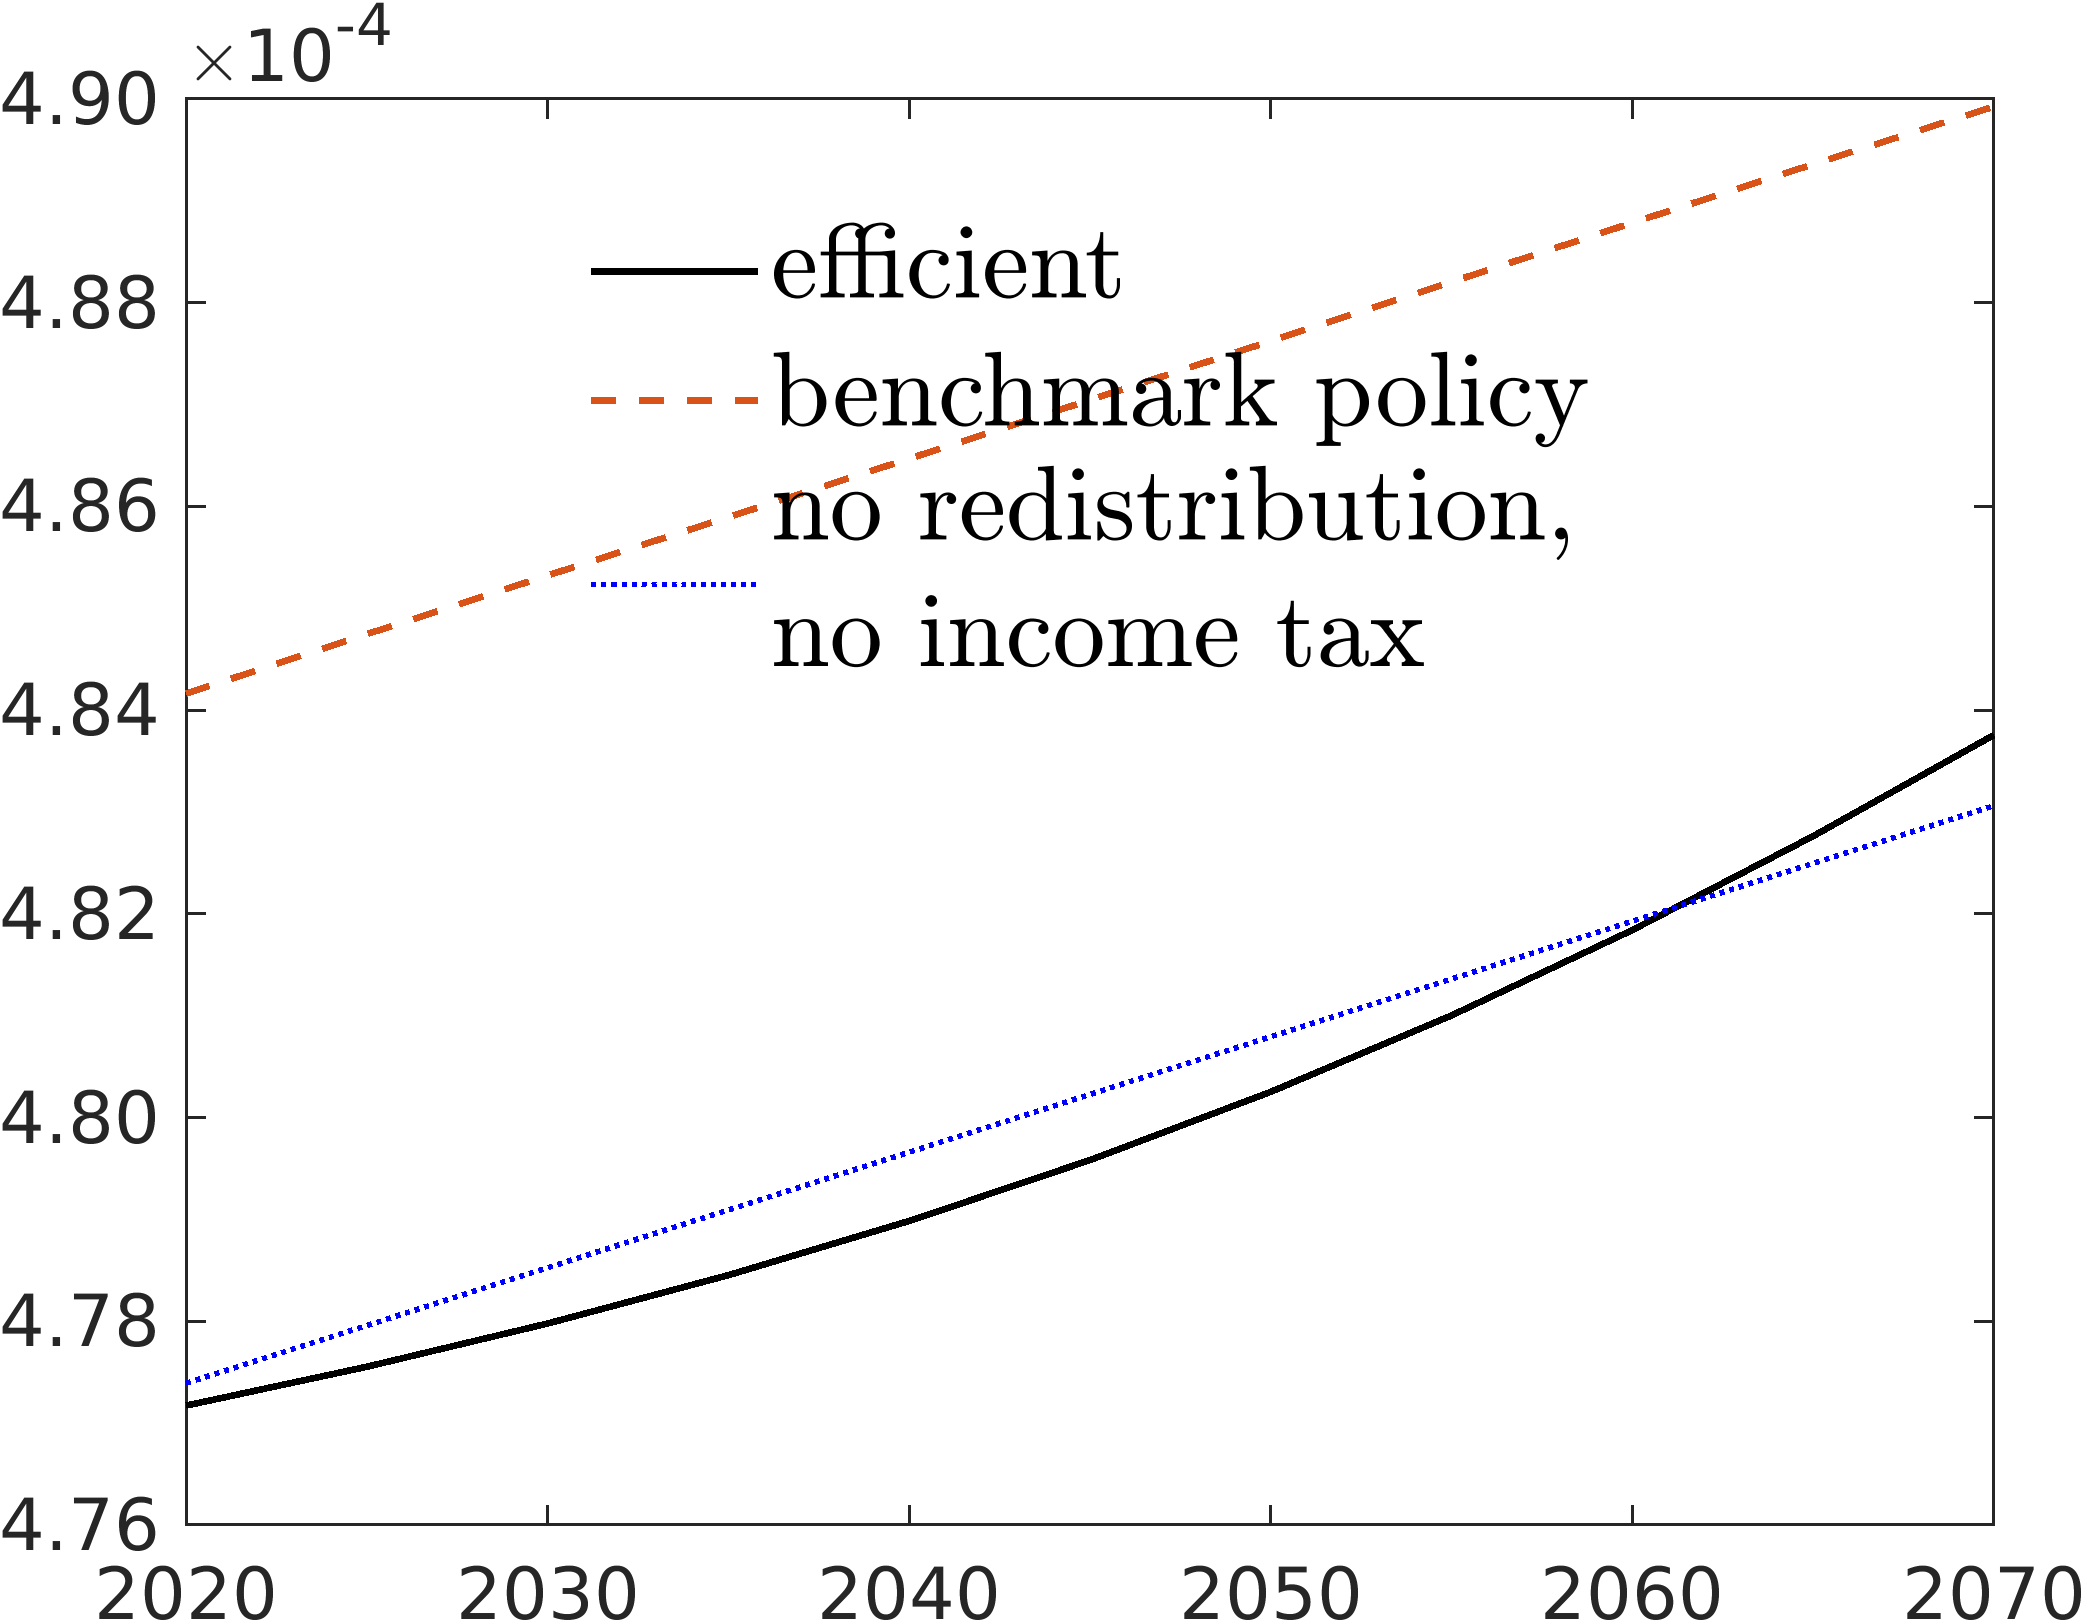 ×10-4
4.90
4.88
4.86
4.84
4.82
4.80
4.78
4.76
efficient
benchmark policy
no redistribution,
no income tax
2020 2030 2040 2050 2060 2070